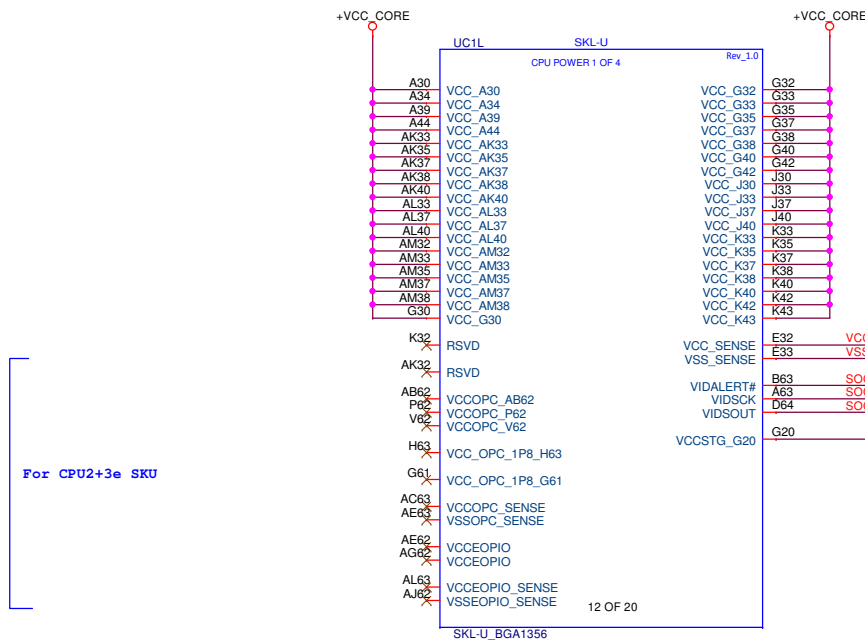 +VCC_CORE +VCC_CORE
UC1L SKL-U
CPU POWER 1 OF 4 Rev_1.0
A30 VCC_A30 VCC_G32 G32
A34 VCC_A34 VCC_G33 G33
A39 VCC_A39 VCC_G35 G35
A44 VCC_A44 VCC_G37 G37
AK33 VCC_AK33 VCC_G38 G38
AK35 VCC_AK35 VCC_G40 G40
AK37 VCC_AK37 VCC_G42 G42
AK38 VCC_AK38 VCC_J30 J30
AK40 VCC_AK40 VCC_J33 J33
AL33 VCC_AL33 VCC_J37 J37
AL37 VCC_AL37 VCC_J40 J40
AL40 VCC_AL40 VCC_K33 K33
AM32 VCC_AM32 VCC_K35 K35
AM33 VCC_AM33 VCC_K37 K37
AM35 VCC_AM35 VCC_K38 K38
AM37 VCC_AM37 VCC_K40 K40
AM38 VCC_AM38 VCC_K42 K42
G30 VCC_G30 VCC_K43 K43
K32 RSVD VCC_SENSE E32 VCC
VSS_SENSE E33 VSS
AK32 RSVD
VIDALERT# B63 SO
AB62 VCCOPC_AB62 VIDSCK A63 SO
P62 VCCOPC_P62 VIDSOUT D64 SO
V62 VCCOPC_V62
VCCSTG_G20 G20
H63 VCC_OPC_1P8_H63
For CPU2+3e SKU
G61 VCC_OPC_1P8_G61
AC63 VCCOPC_SENSE
AE63 VSSOPC_SENSE
AE62 VCCEOPIO
AG62 VCCEOPIO
AL63 VCCEOPIO_SENSE
AJ62 VSSEOPIO_SENSE
12 OF 20
SKL-U_BGA1356